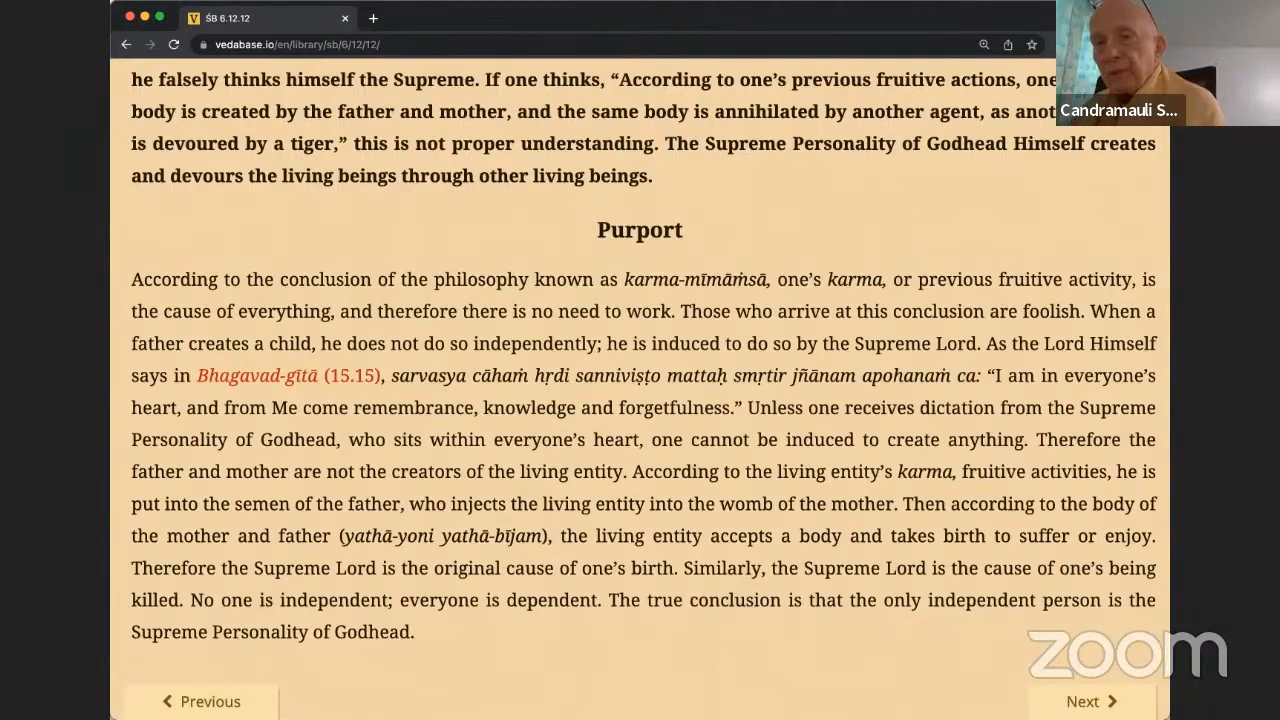 ŚB 6.12.12
vedabase.io/en/library/sb/6/12/12/
he falsely thinks himself the Supreme. If one thinks, “According to one’s previous fruitive actions, one
body is created by the father and mother, and the same body is annihilated by another agent, as
is devoured by a tiger,” this is not proper understanding. The Supreme Personality of Godhead Himself creates
and devours the living beings through other living beings.
Candramauli S...
Purport
According to the conclusion of the philosophy known as karma-mīmāṁsā, one’s karma, or previous fruitive activity, is
the cause of everything, and therefore there is no need to work. Those who arrive at this conclusion are foolish. When a
father creates a child, he does not do so independently; he is induced to do so by the Supreme Lord. As the Lord Himself
says in Bhagavad-gītā (15.15), sarvasya cāhaṁ hṛdi sanniviṣṭo mattaḥ smṛtir jñānam apohanaṁ ca: “I am in everyone’s
heart, and from Me come remembrance, knowledge and forgetfulness.” Unless one receives dictation from the Supreme
Personality of Godhead, who sits within everyone’s heart, one cannot be induced to create anything. Therefore the
father and mother are not the creators of the living entity. According to the living entity’s karma, fruitive activities, he is
put into the semen of the father, who injects the living entity into the womb of the mother. Then according to the body of
the mother and father (yathā-yoni yathā-bījam), the living entity accepts a body and takes birth to suffer or enjoy.
Therefore the Supreme Lord is the original cause of one’s birth. Similarly, the Supreme Lord is the cause of one’s being
killed. No one is independent; everyone is dependent. The true conclusion is that the only independent person is the
Supreme Personality of Godhead.
zoom
Previous
Next